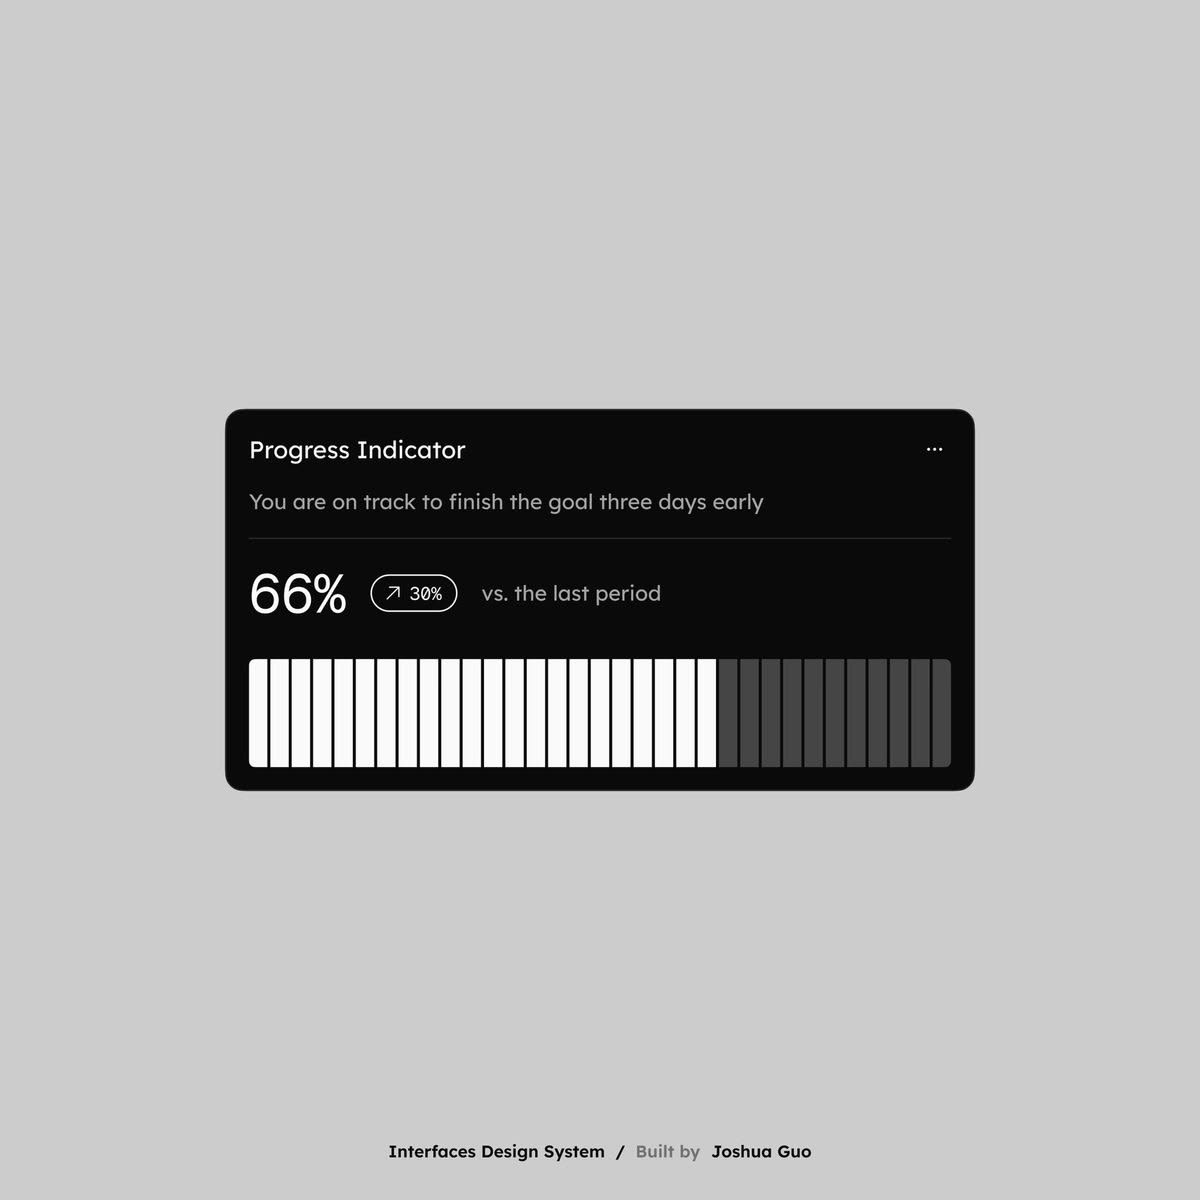 Progress Indicator
You are on track to finish the goal three days early
66% ↗ 30% vs. the last period
Interfaces Design System / Built by Joshua Guo